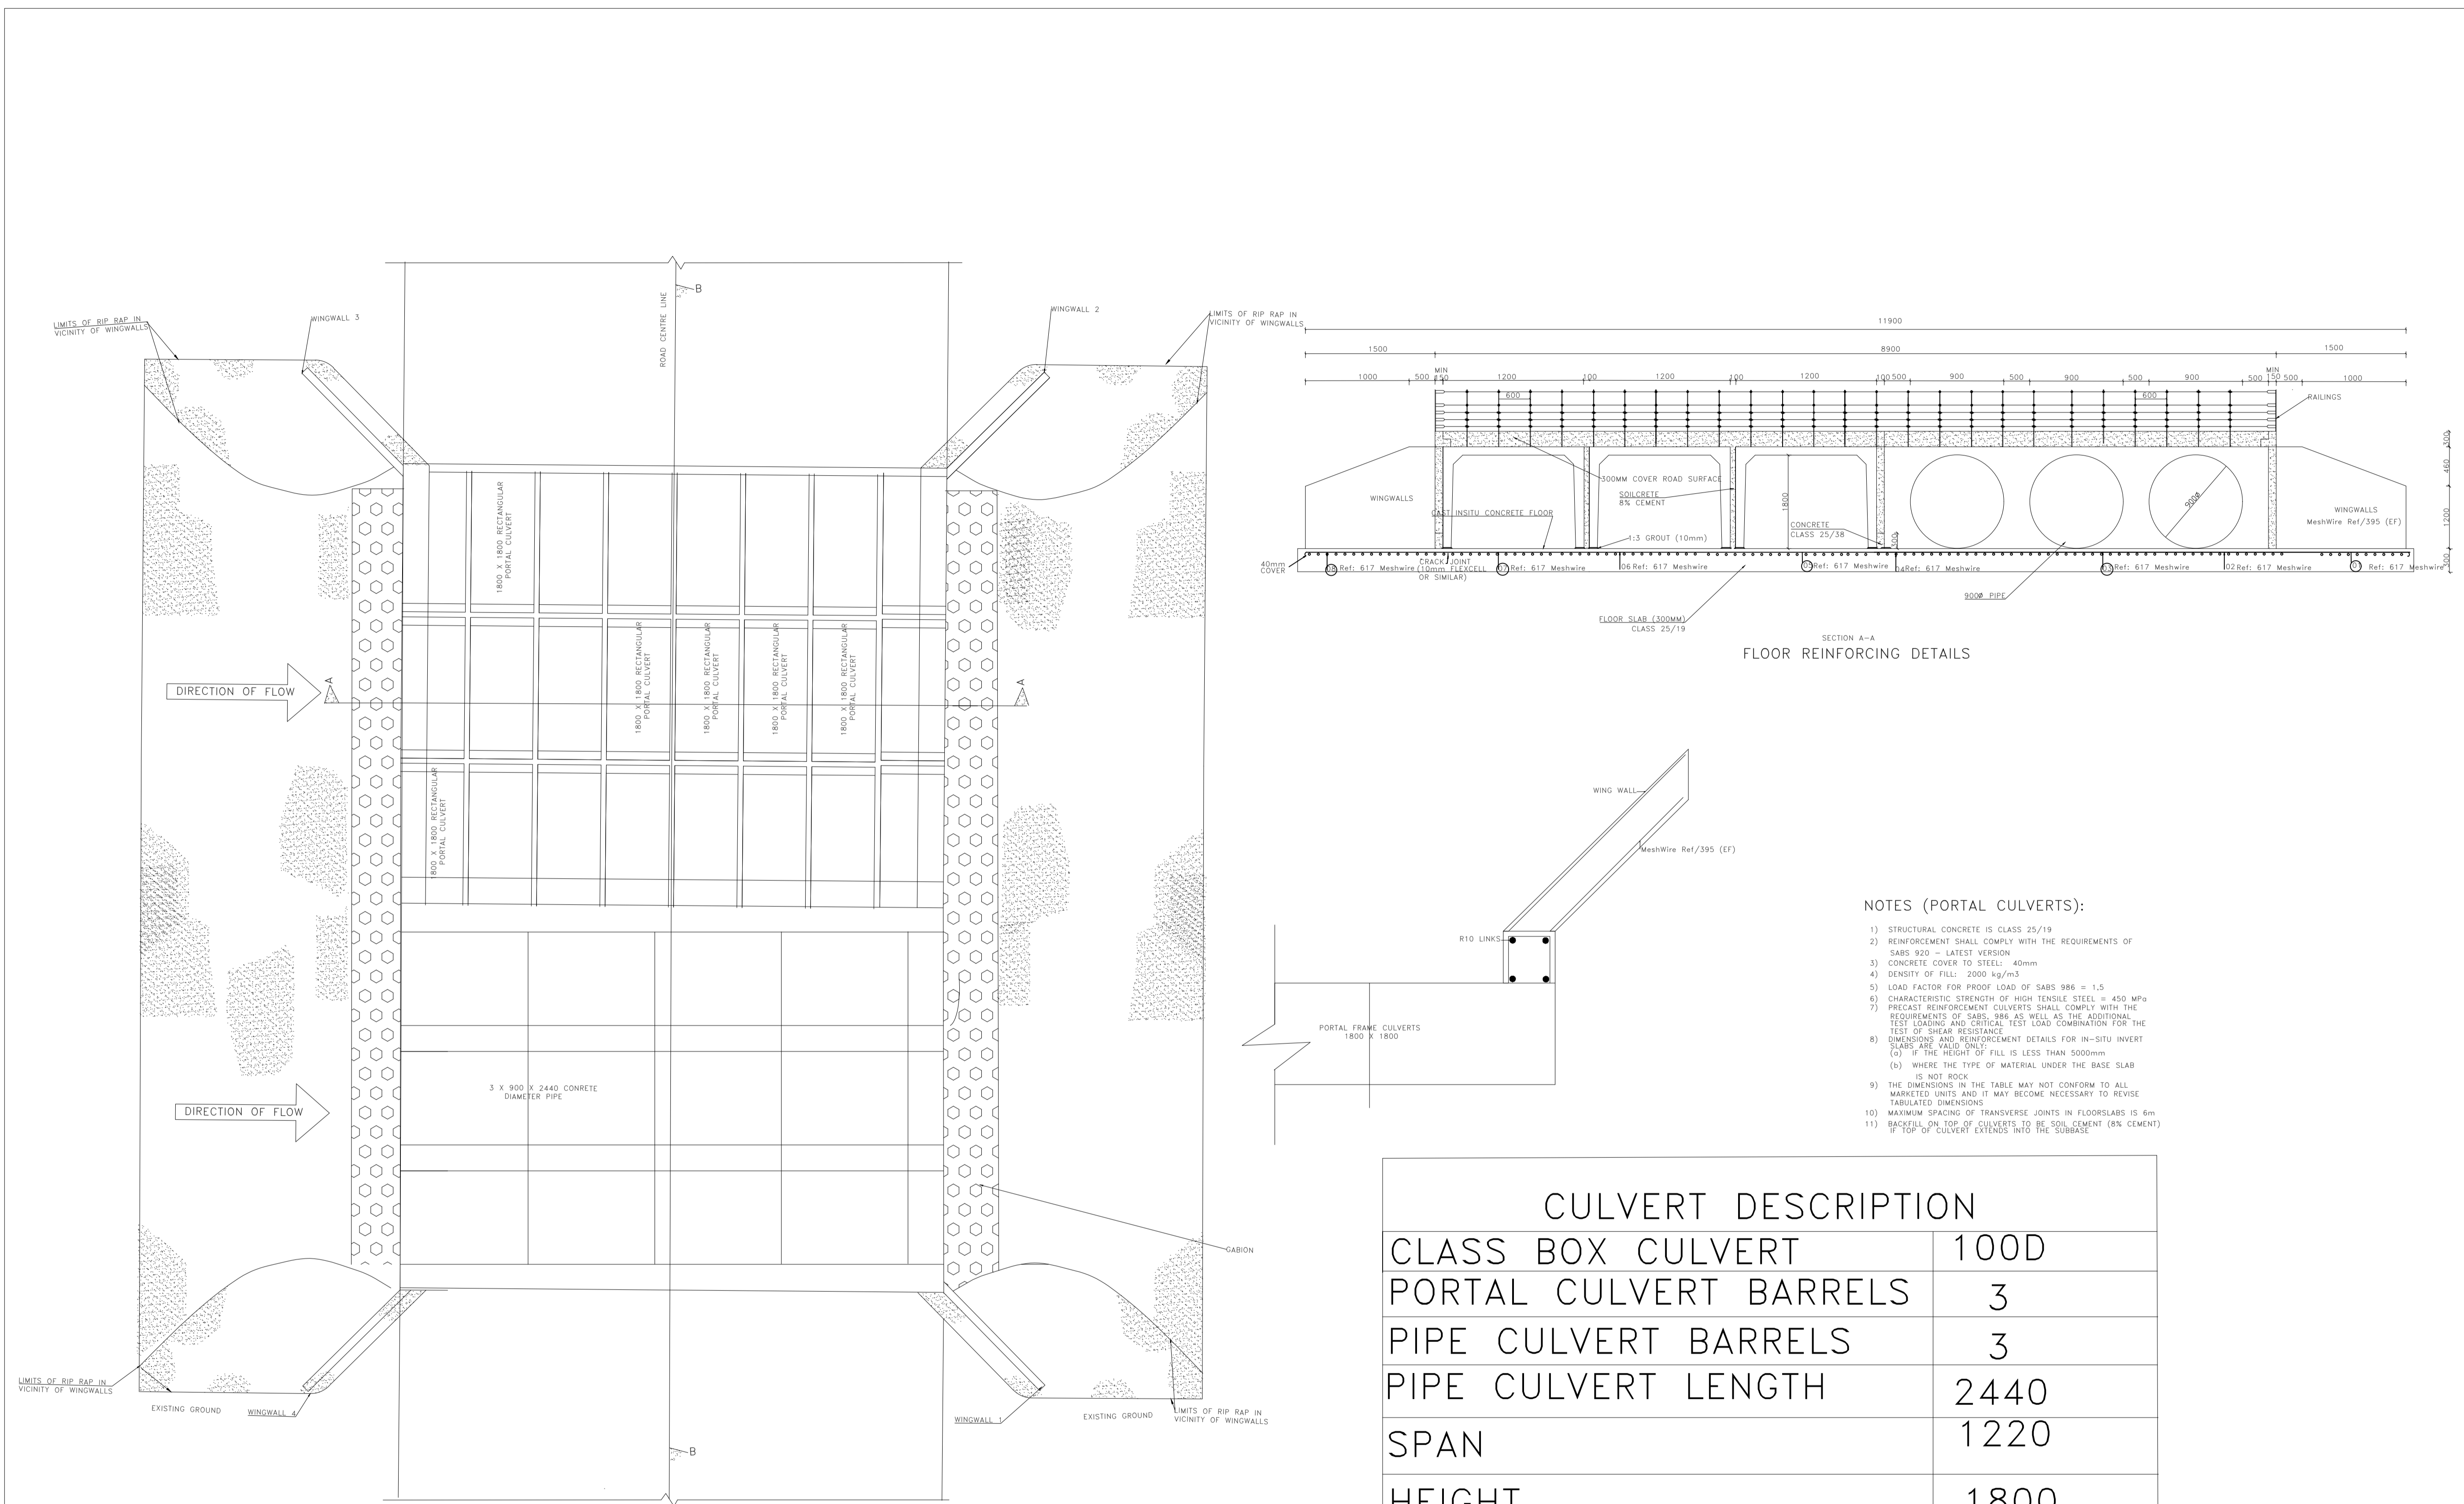 LIMITS OF RIP RAP IN
VICINITY OF WINGWALLS
WINGWALL 3
ROAD CENTRE LINE
B
WINGWALL 2
LIMITS OF RIP RAP IN
VICINITY OF WINGWALLS
1800 X 1800 RECTANGULAR
PORTAL CULVERT
1800 X 1800 RECTANGULAR
PORTAL CULVERT
1800 X 1800 RECTANGULAR
PORTAL CULVERT
1800 X 1800 RECTANGULAR
PORTAL CULVERT
1800 X 1800 RECTANGULAR
PORTAL CULVERT
DIRECTION OF FLOW
A
A
1800 X 1800 RECTANGULAR
PORTAL CULVERT
3 X 900 X 2440 CONRETE
DIAMETER PIPE
DIRECTION OF FLOW
GABION
LIMITS OF RIP RAP IN
VICINITY OF WINGWALLS
EXISTING GROUND
WINGWALL 4
WINGWALL 1
EXISTING GROUND
LIMITS OF RIP RAP IN
VICINITY OF WINGWALLS
B
11900
1500
8900
1500
1000
500
MIN
150
1200
100
1200
100
1200
100
500
900
500
900
500
900
500
MIN
150
500
1000
600
600
RAILINGS
300
460
1200
300
WINGWALLS
300MM COVER ROAD SURFACE
SOILCRETE
8% CEMENT
CAST INSITU CONCRETE FLOOR
1:3 GROUT (10mm)
1800
CONCRETE
CLASS 25/38
300
900Ø
WINGWALLS
MeshWire Ref/395 (EF)
40mm
COVER
08 Ref: 617 Meshwire
CRACK JOINT
(10mm FLEXCELL
OR SIMILAR)
07 Ref: 617 Meshwire
06 Ref: 617 Meshwire
05 Ref: 617 Meshwire
04 Ref: 617 Meshwire
03 Ref: 617 Meshwire
02 Ref: 617 Meshwire
01 Ref: 617 Meshwire
900Ø PIPE
FLOOR SLAB (300MM)
CLASS 25/19
SECTION A-A
FLOOR REINFORCING DETAILS
WING WALL
MeshWire Ref/395 (EF)
R10 LINKS
PORTAL FRAME CULVERTS
1800 X 1800
NOTES (PORTAL CULVERTS):
1) STRUCTURAL CONCRETE IS CLASS 25/19
2) REINFORCEMENT SHALL COMPLY WITH THE REQUIREMENTS OF
SABS 920 - LATEST VERSION
3) CONCRETE COVER TO STEEL: 40mm
4) DENSITY OF FILL: 2000 kg/m3
5) LOAD FACTOR FOR PROOF LOAD OF SABS 986 = 1,5
6) CHARACTERISTIC STRENGTH OF HIGH TENSILE STEEL = 450 MPa
7) PRECAST REINFORCEMENT CULVERTS SHALL COMPLY WITH THE
REQUIREMENTS OF SABS. 986 AS WELL AS THE ADDITIONAL
TEST LOADING AND CRITICAL TEST LOAD COMBINATION FOR THE
TEST OF SHEAR RESISTANCE
8) DIMENSIONS AND REINFORCEMENT DETAILS FOR IN-SITU INVERT
SLABS ARE VALID ONLY:
(a) IF THE HEIGHT OF FILL IS LESS THAN 5000mm
(b) WHERE THE TYPE OF MATERIAL UNDER THE BASE SLAB
IS NOT ROCK
9) THE DIMENSIONS IN THE TABLE MAY NOT CONFORM TO ALL
MARKETED UNITS AND IT MAY BECOME NECESSARY TO REVISE
TABULATED DIMENSIONS
10) MAXIMUM SPACING OF TRANSVERSE JOINTS IN FLOORSLABS IS 6m
11) BACKFILL ON TOP OF CULVERTS TO BE SOIL CEMENT (8% CEMENT)
IF TOP OF CULVERT EXTENDS INTO THE SUBBASE
CULVERT DESCRIPTION
CLASS BOX CULVERT 100D
PORTAL CULVERT BARRELS 3
PIPE CULVERT BARRELS 3
PIPE CULVERT LENGTH 2440
SPAN 1220
HEIGHT 1800